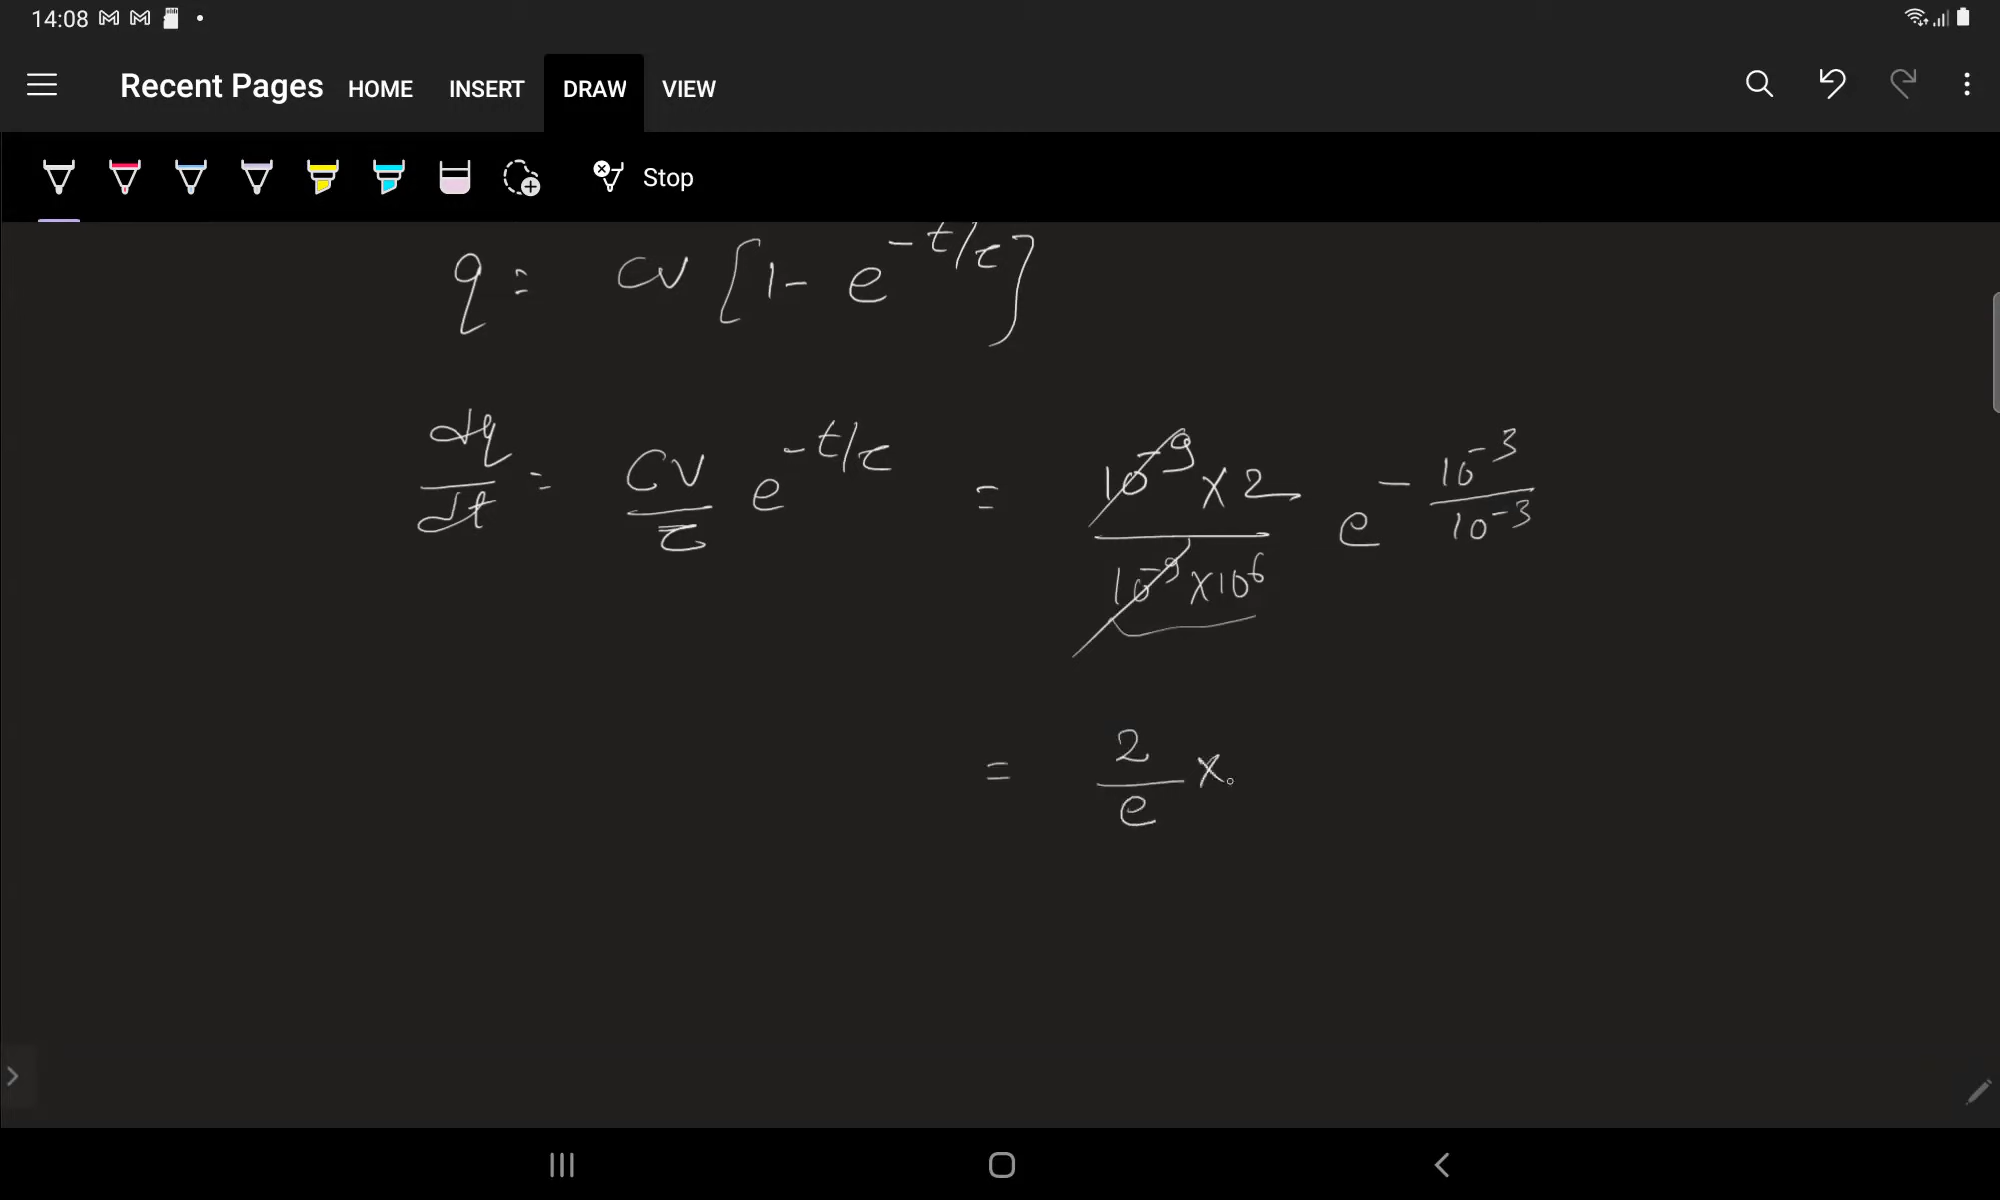 14:08
Recent Pages HOME INSERT DRAW VIEW
Stop
q = CV [1 - e^{-t/τ}]
dq/dt = CV/τ e^{-t/τ} = (10^{-9} × 2)/(10^{-9} × 10^6) e^{-10^{-3}/10^{-3}}
= 2/e ×